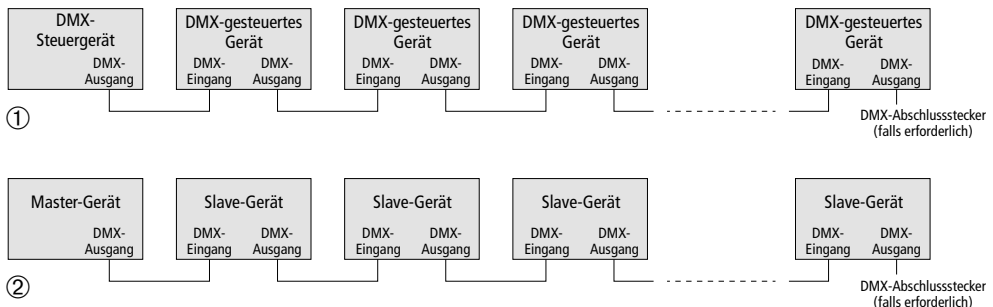 DMX-
Steuergerät
DMX-
Ausgang
DMX-gesteuertes
Gerät
DMX-
Eingang
DMX-
Ausgang
DMX-gesteuertes
Gerät
DMX-
Eingang
DMX-
Ausgang
DMX-gesteuertes
Gerät
DMX-
Eingang
DMX-
Ausgang
DMX-gesteuertes
Gerät
DMX-
Eingang
DMX-
Ausgang
①
DMX-Abschlussstecker
(falls erforderlich)
Master-Gerät
DMX-
Ausgang
Slave-Gerät
DMX-
Eingang
DMX-
Ausgang
Slave-Gerät
DMX-
Eingang
DMX-
Ausgang
Slave-Gerät
DMX-
Eingang
DMX-
Ausgang
Slave-Gerät
DMX-
Eingang
DMX-
Ausgang
②
DMX-Abschlussstecker
(falls erforderlich)